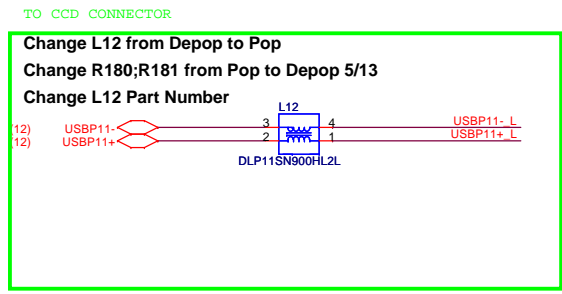 TO CCD CONNECTOR
Change L12 from Depop to Pop
Change R180;R181 from Pop to Depop 5/13
Change L12 Part Number
L12
12) USBP11- 3 4 USBP11-_L
12) USBP11+ 2 1 USBP11+_L
DLP11SN900HL2L